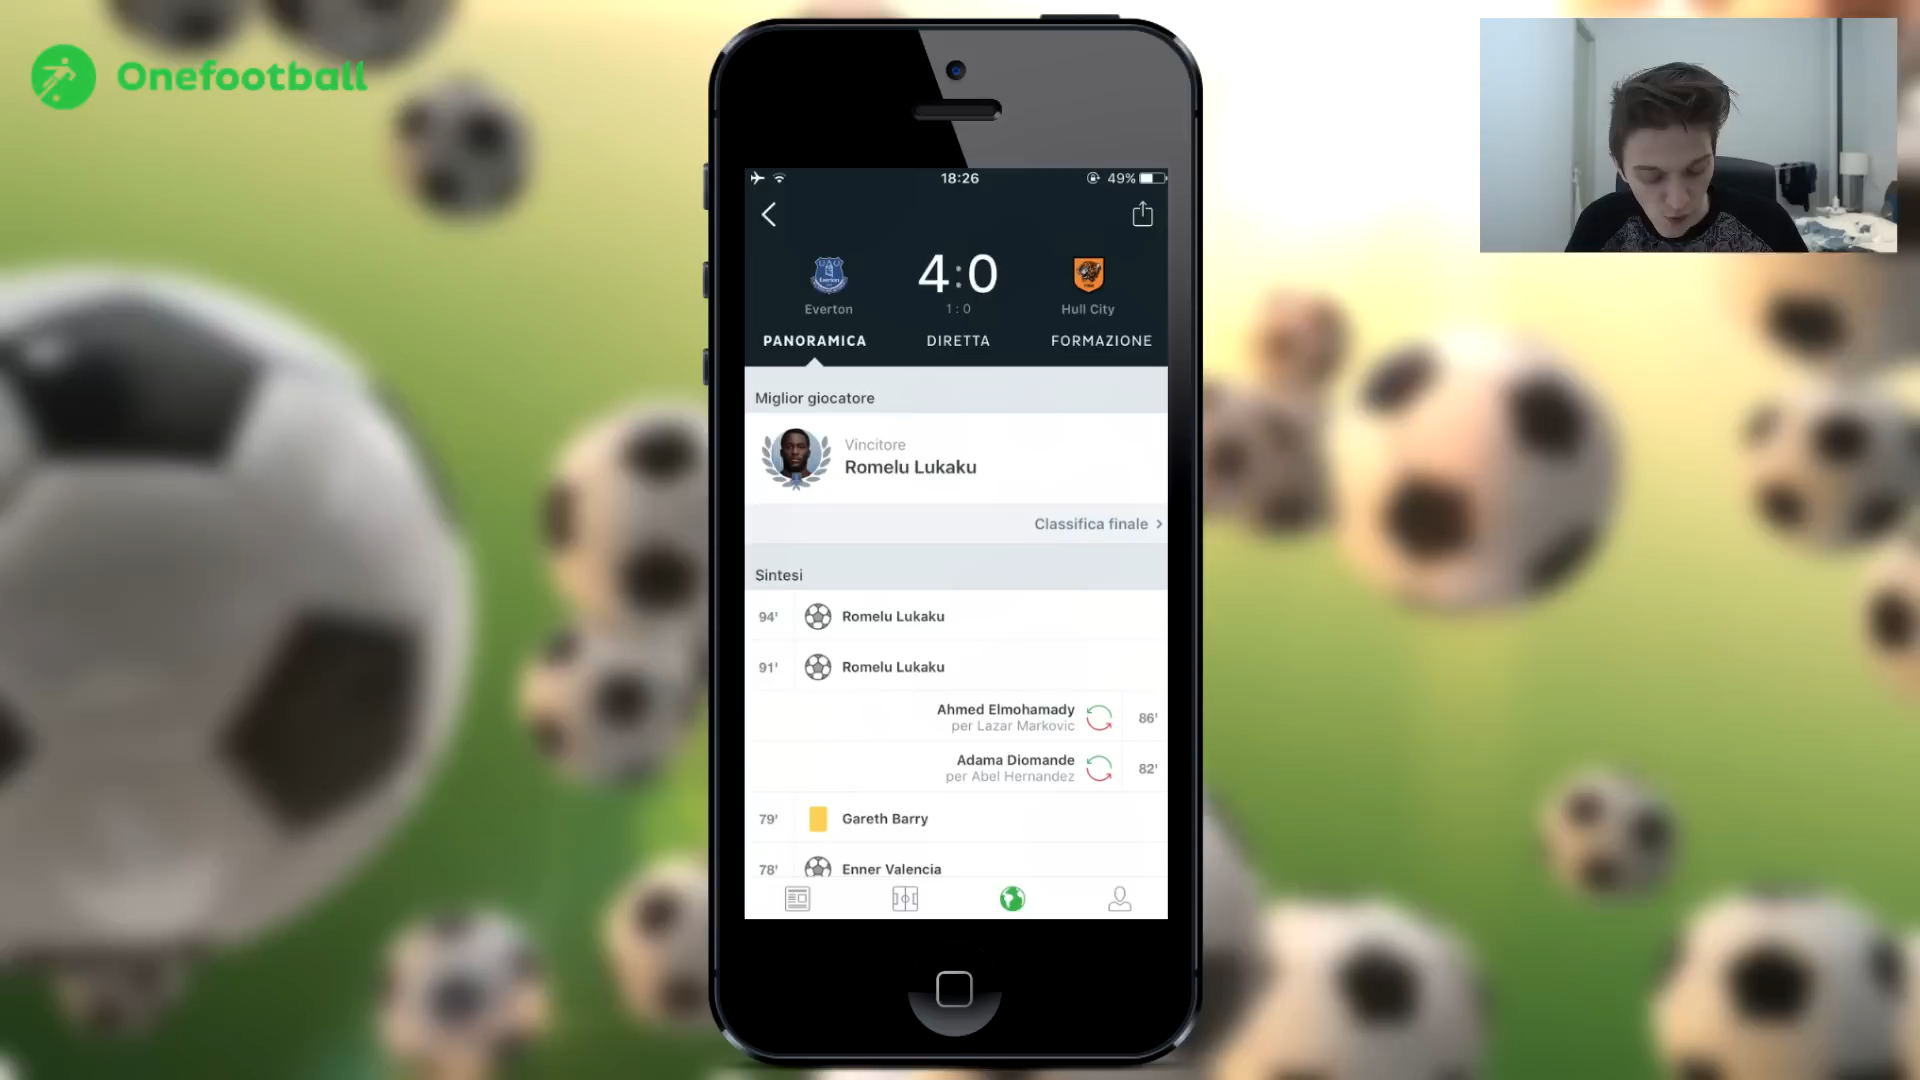 Onefootball
18:26
49%
4:0
Everton
1:0
Hull City
PANORAMICA
DIRETTA
FORMAZIONE
Miglior giocatore
Vincitore
Romelu Lukaku
Classifica finale
Sintesi
94' Romelu Lukaku
91' Romelu Lukaku
Ahmed Elmohamady 86'
per Lazar Markovic
Adama Diomande 82'
per Abel Hernandez
79' Gareth Barry
78' Enner Valencia